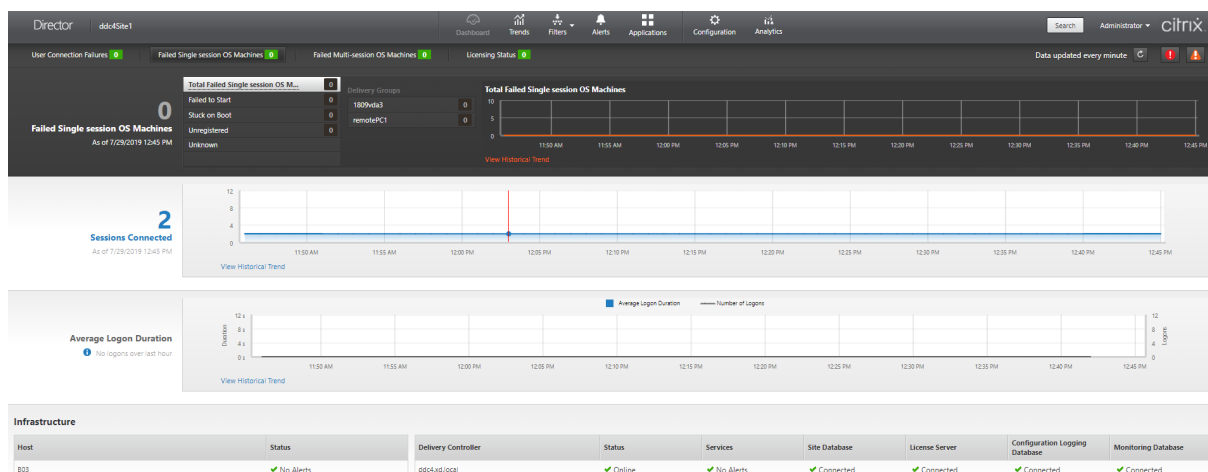 Director ddc4Site1 Dashboard Trends Filters Alerts Applications Configuration Analytics Search Administrator citrix
User Connection Failures 0 Failed Single session OS Machines 0 Failed Multi-session OS Machines 0 Licensing Status 0 Data updated every minute
0
Failed Single session OS Machines
As of 7/29/2019 12:45 PM
Total Failed Single session OS M... 0
Failed to Start 0
Stuck on Boot 0
Unregistered 0
Unknown
Delivery Groups
1809vda3 0
remotePC1 0
Total Failed Single session OS Machines
10
5
0
11:50 AM 11:55 AM 12:00 PM 12:05 PM 12:10 PM 12:15 PM 12:20 PM 12:25 PM 12:30 PM 12:35 PM 12:40 PM 12:45 PM
View Historical Trend
2
Sessions Connected
As of 7/29/2019 12:45 PM
12
8
4
0
11:50 AM 11:55 AM 12:00 PM 12:05 PM 12:10 PM 12:15 PM 12:20 PM 12:25 PM 12:30 PM 12:35 PM 12:40 PM 12:45 PM
View Historical Trend
Average Logon Duration
No logons over last hour
Average Logon Duration Number of Logons
Duration
12 s
8 s
4 s
0 s
12
8
4
0
Logons
11:50 AM 11:55 AM 12:00 PM 12:05 PM 12:10 PM 12:15 PM 12:20 PM 12:25 PM 12:30 PM 12:35 PM 12:40 PM 12:45 PM
View Historical Trend
Infrastructure
Host Status Delivery Controller Status Services Site Database License Server Configuration Logging Database Monitoring Database
B03 No Alerts ddc4.xd.local Online No Alerts Connected Connected Connected Connected